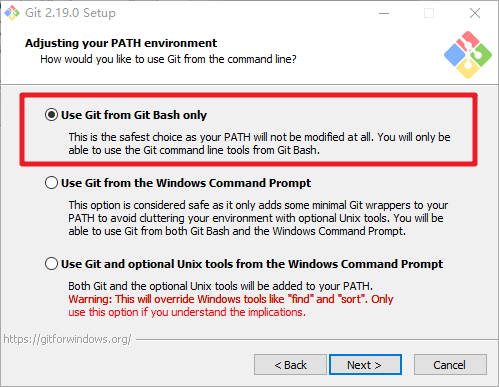 Git 2.19.0 Setup
Adjusting your PATH environment
How would you like to use Git from the command line?
Use Git from Git Bash only
This is the safest choice as your PATH will not be modified at all. You will only be
able to use the Git command line tools from Git Bash.
Use Git from the Windows Command Prompt
This option is considered safe as it only adds some minimal Git wrappers to your
PATH to avoid cluttering your environment with optional Unix tools. You will be
able to use Git from both Git Bash and the Windows Command Prompt.
Use Git and optional Unix tools from the Windows Command Prompt
Both Git and the optional Unix tools will be added to your PATH.
Warning: This will override Windows tools like "find" and "sort". Only
use this option if you understand the implications.
https://gitforwindows.org/
< Back
Next >
Cancel